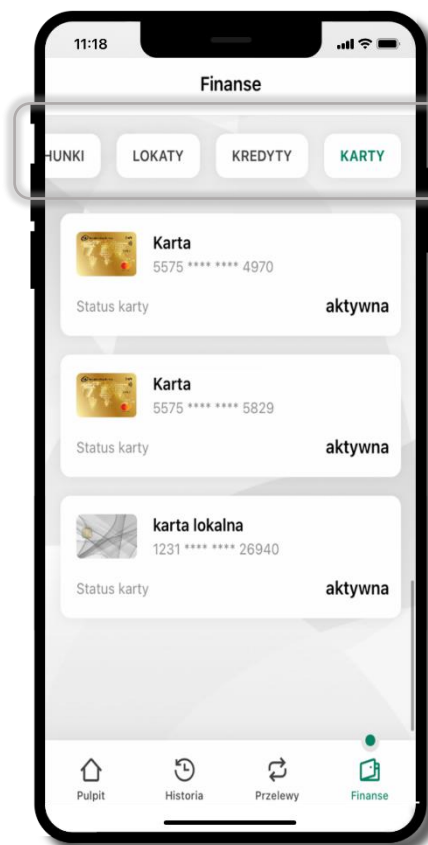 11:18
Finanse
HUNKI LOKATY KREDYTY KARTY
Karta
5575 **** **** 4970
Status karty aktywna
Karta
5575 **** **** 5829
Status karty aktywna
karta lokalna
1231 **** **** 26940
Status karty aktywna
Pulpit Historia Przelewy Finanse